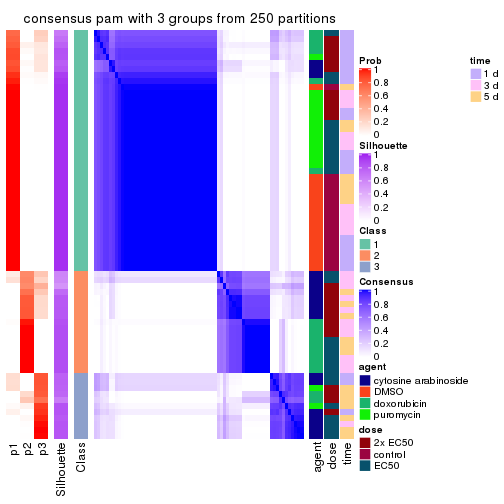 consensus pam with 3 groups from 250 partitions
Prob
1
0.8
0.6
0.4
0.2
0
time
1 d
3 d
5 d
Silhouette
1
0.8
0.6
0.4
0.2
0
Class
1
2
3
Consensus
1
0.8
0.6
0.4
0.2
0
agent
cytosine arabinoside
DMSO
doxorubicin
puromycin
dose
2x EC50
control
EC50
p1
p2
p3
Silhouette
Class
agent
dose
time